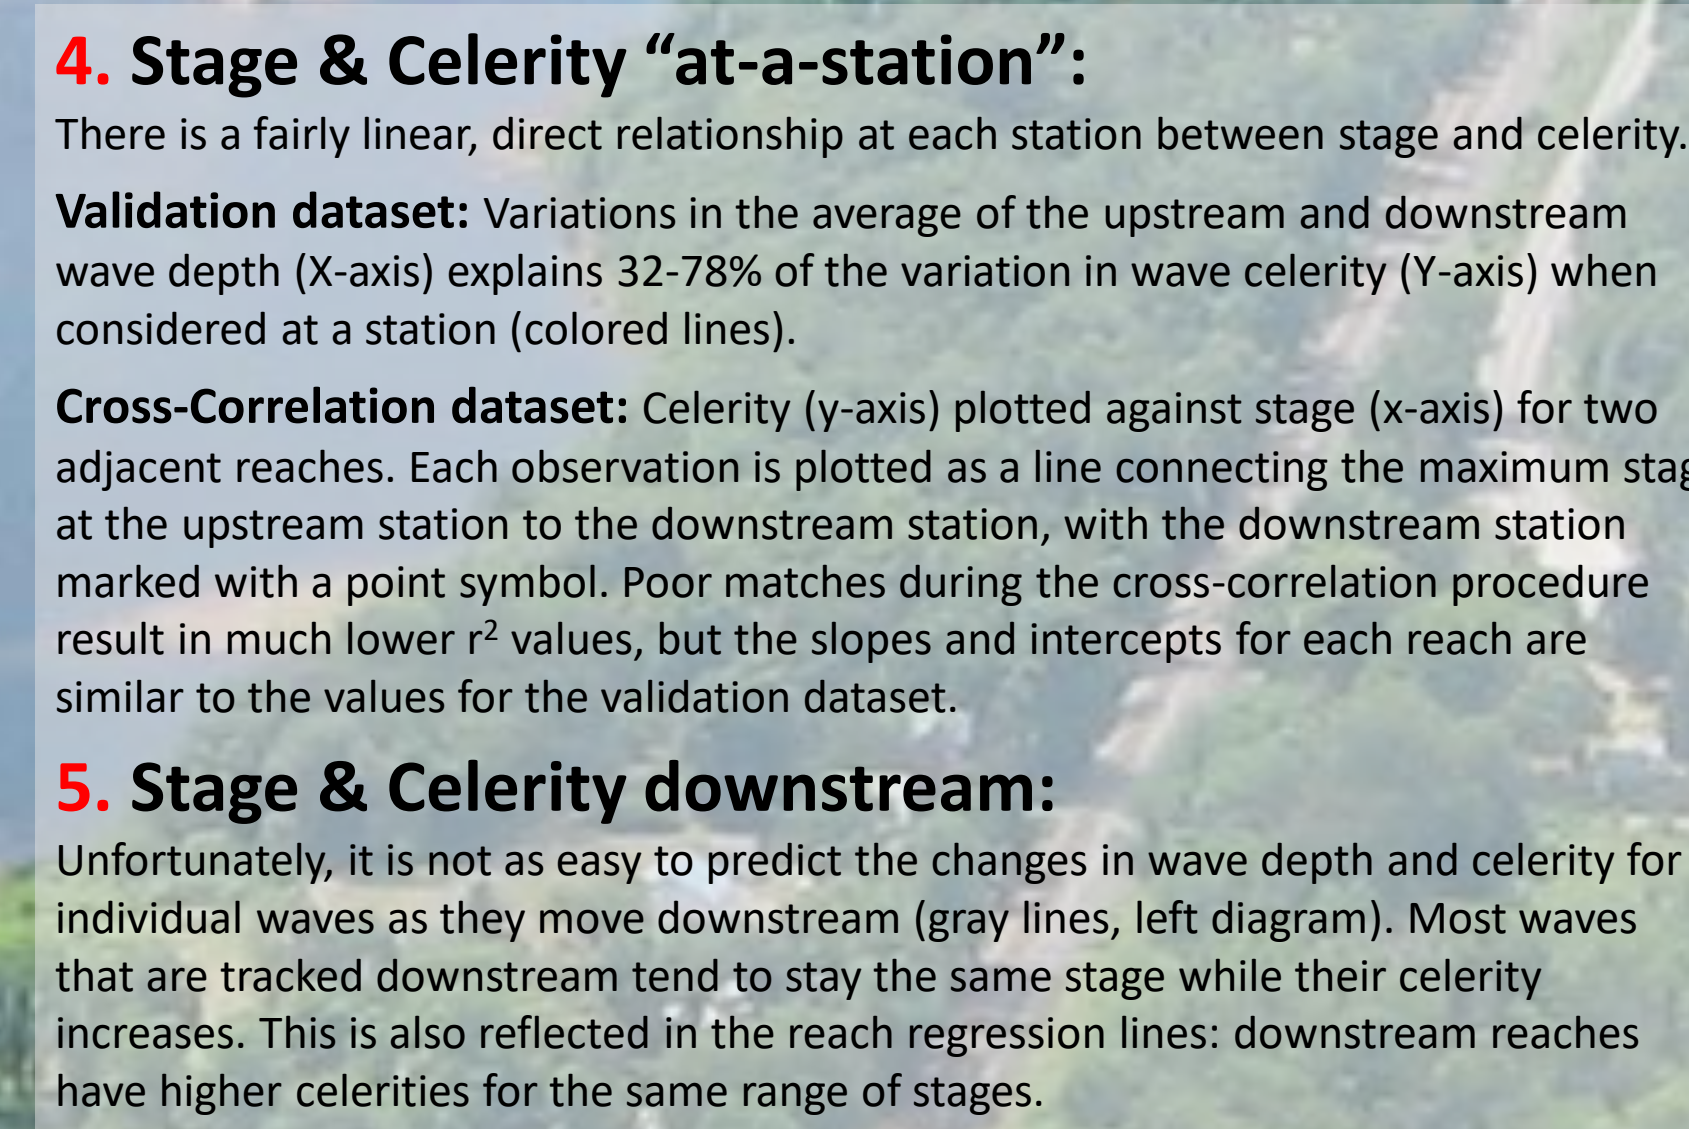 4. Stage & Celerity “at-a-station”:
There is a fairly linear, direct relationship at each station between stage and celerity.
Validation dataset: Variations in the average of the upstream and downstream
wave depth (X-axis) explains 32-78% of the variation in wave celerity (Y-axis) when
considered at a station (colored lines).
Cross-Correlation dataset: Celerity (y-axis) plotted against stage (x-axis) for two
adjacent reaches. Each observation is plotted as a line connecting the maximum stag
at the upstream station to the downstream station, with the downstream station
marked with a point symbol. Poor matches during the cross-correlation procedure
result in much lower r² values, but the slopes and intercepts for each reach are
similar to the values for the validation dataset.
5. Stage & Celerity downstream:
Unfortunately, it is not as easy to predict the changes in wave depth and celerity for
individual waves as they move downstream (gray lines, left diagram). Most waves
that are tracked downstream tend to stay the same stage while their celerity
increases. This is also reflected in the reach regression lines: downstream reaches
have higher celerities for the same range of stages.